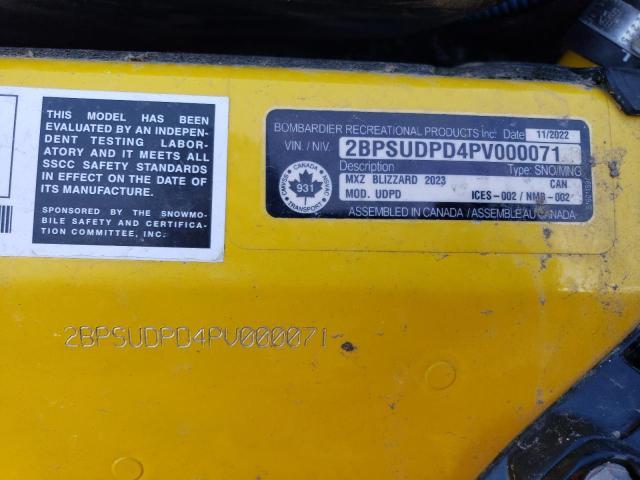 THIS MODEL HAS BEEN
EVALUATED BY AN INDEPEN-
DENT TESTING LABOR-
ATORY AND IT MEETS ALL
SSCC SAFETY STANDARDS
IN EFFECT ON THE DATE OF
ITS MANUFACTURE.
SPONSORED BY THE SNOWMO-
BILE SAFETY AND CERTIFICA-
TION COMMITTEE, INC.
BOMBARDIER RECREATIONAL PRODUCTS Inc. Date 11/2022
VIN. / NIV. 2BPSUDPD4PV000071
Description Type: SNO/MNG
MXZ BLIZZARD 2023 CAN
MOD. UDPD ICES-002 / NMB-002
ASSEMBLED IN CANADA / ASSEMBLÉ AU CANADA
CANADA
931
TRANSPORT
2BPSUDPD4PV000071